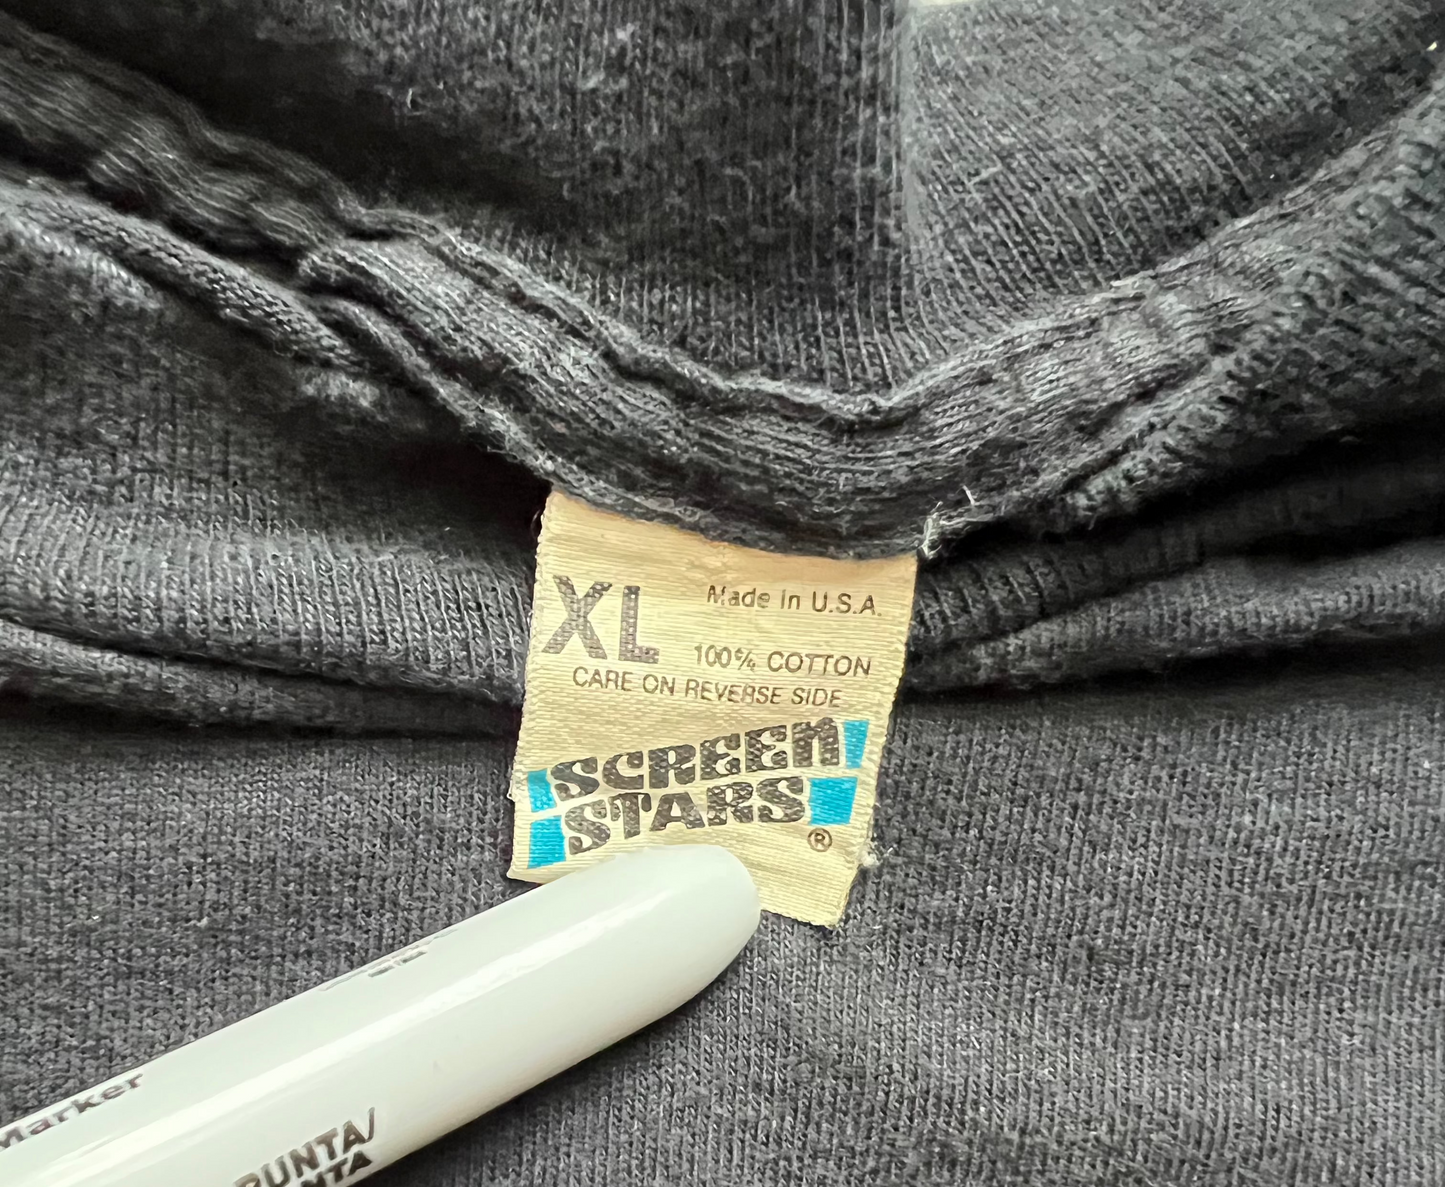 XL
Made in U.S.A.
100% COTTON
CARE ON REVERSE SIDE
SCREEN
STARS
®
Marker
PUNTA/